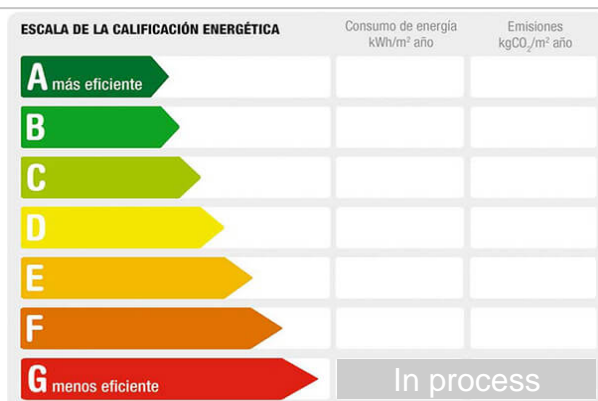 ESCALA DE LA CALIFICACIÓN ENERGÉTICA
Consumo de energía
kWh/m² año
Emisiones
kgCO₂/m² año
A más eficiente
B
C
D
E
F
G menos eficiente
In process